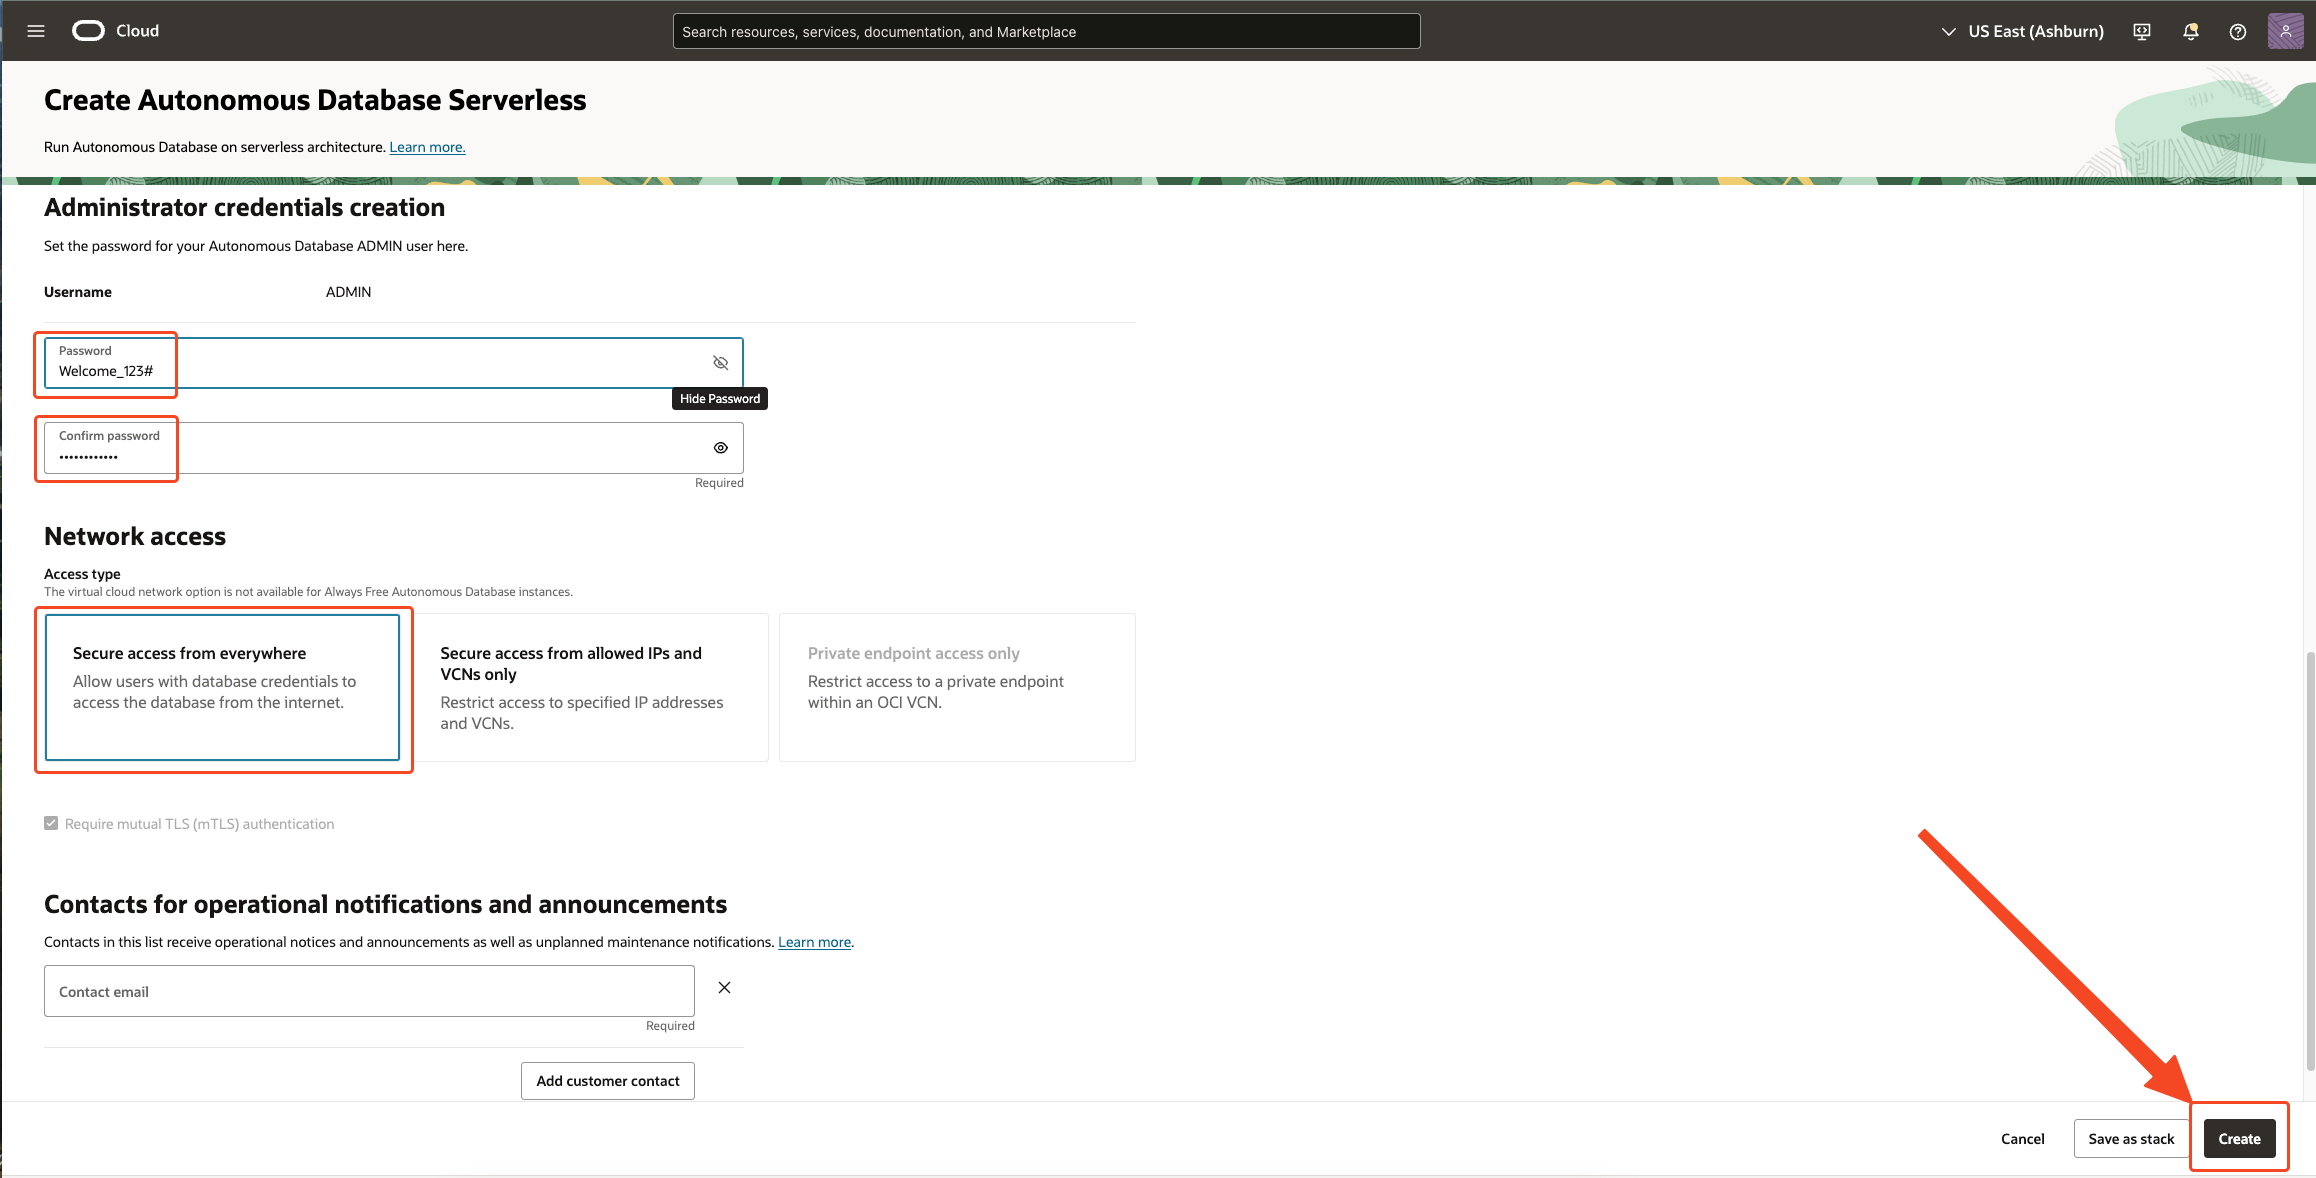 Cloud
Search resources, services, documentation, and Marketplace
US East (Ashburn)
Create Autonomous Database Serverless
Run Autonomous Database on serverless architecture. Learn more.
Administrator credentials creation
Set the password for your Autonomous Database ADMIN user here.
Username ADMIN
Password
Welcome_123#
Hide Password
Confirm password
••••••••••••
Required
Network access
Access type
The virtual cloud network option is not available for Always Free Autonomous Database instances.
Secure access from everywhere
Allow users with database credentials to
access the database from the internet.
Secure access from allowed IPs and
VCNs only
Restrict access to specified IP addresses
and VCNs.
Private endpoint access only
Restrict access to a private endpoint
within an OCI VCN.
Require mutual TLS (mTLS) authentication
Contacts for operational notifications and announcements
Contacts in this list receive operational notices and announcements as well as unplanned maintenance notifications. Learn more.
Contact email
Required
Add customer contact
Cancel
Save as stack
Create